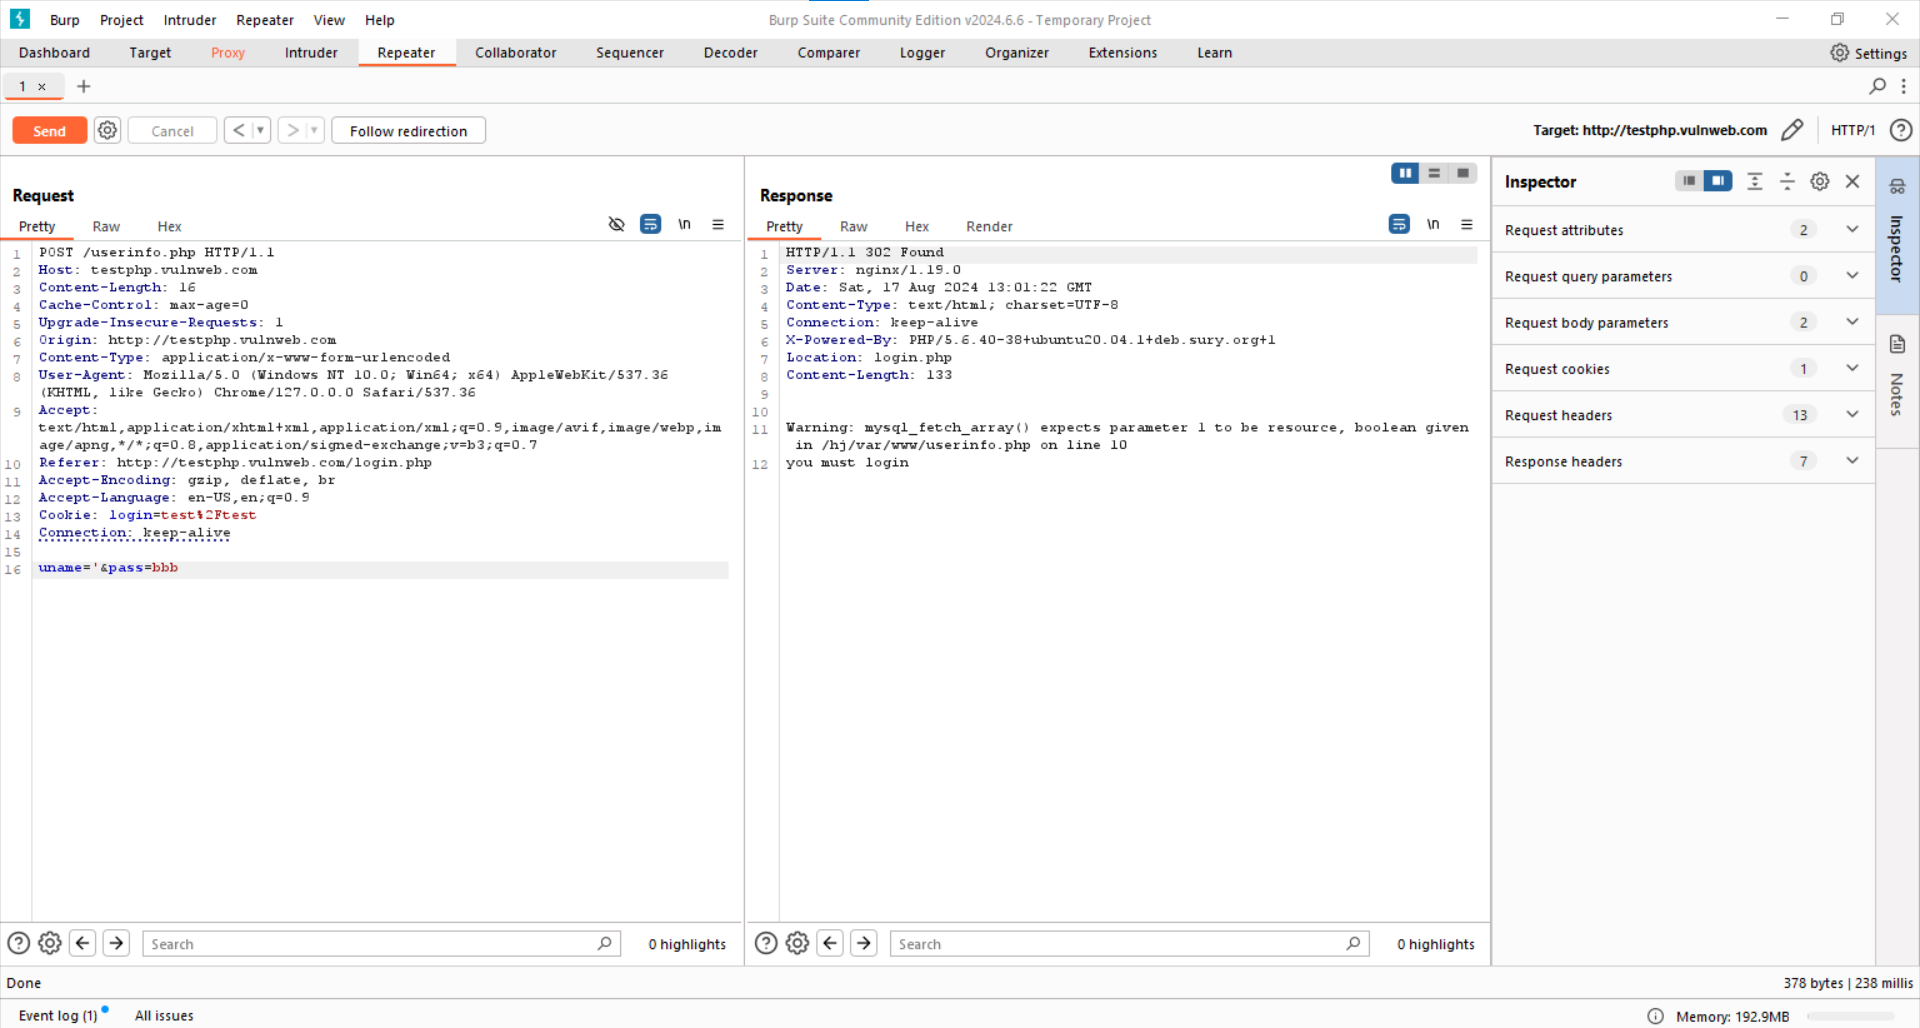 Burp Project Intruder Repeater View Help
Burp Suite Community Edition v2024.6.6 - Temporary Project
Dashboard Target Proxy Intruder Repeater Collaborator Sequencer Decoder Comparer Logger Organizer Extensions Learn
Settings
1 ×
Send Cancel Follow redirection
Target: http://testphp.vulnweb.com HTTP/1
Request
Pretty Raw Hex \n
1 POST /userinfo.php HTTP/1.1
2 Host: testphp.vulnweb.com
3 Content-Length: 16
4 Cache-Control: max-age=0
5 Upgrade-Insecure-Requests: 1
6 Origin: http://testphp.vulnweb.com
7 Content-Type: application/x-www-form-urlencoded
8 User-Agent: Mozilla/5.0 (Windows NT 10.0; Win64; x64) AppleWebKit/537.36
(KHTML, like Gecko) Chrome/127.0.0.0 Safari/537.36
9 Accept:
text/html,application/xhtml+xml,application/xml;q=0.9,image/avif,image/webp,im
age/apng,*/*;q=0.8,application/signed-exchange;v=b3;q=0.7
10 Referer: http://testphp.vulnweb.com/login.php
11 Accept-Encoding: gzip, deflate, br
12 Accept-Language: en-US,en;q=0.9
13 Cookie: login=test%2Ftest
14 Connection: keep-alive
15
16 uname='&pass=bbb
Search
0 highlights
Response
Pretty Raw Hex Render \n
1 HTTP/1.1 302 Found
2 Server: nginx/1.19.0
3 Date: Sat, 17 Aug 2024 13:01:22 GMT
4 Content-Type: text/html; charset=UTF-8
5 Connection: keep-alive
6 X-Powered-By: PHP/5.6.40-38+ubuntu20.04.1+deb.sury.org+1
7 Location: login.php
8 Content-Length: 133
9
10
11 Warning: mysql_fetch_array() expects parameter 1 to be resource, boolean given
in /hj/var/www/userinfo.php on line 10
12 you must login
Search
0 highlights
Inspector
Request attributes 2
Request query parameters 0
Request body parameters 2
Request cookies 1
Request headers 13
Response headers 7
Inspector
Notes
Done
378 bytes | 238 millis
Event log (1) All issues
Memory: 192.9MB